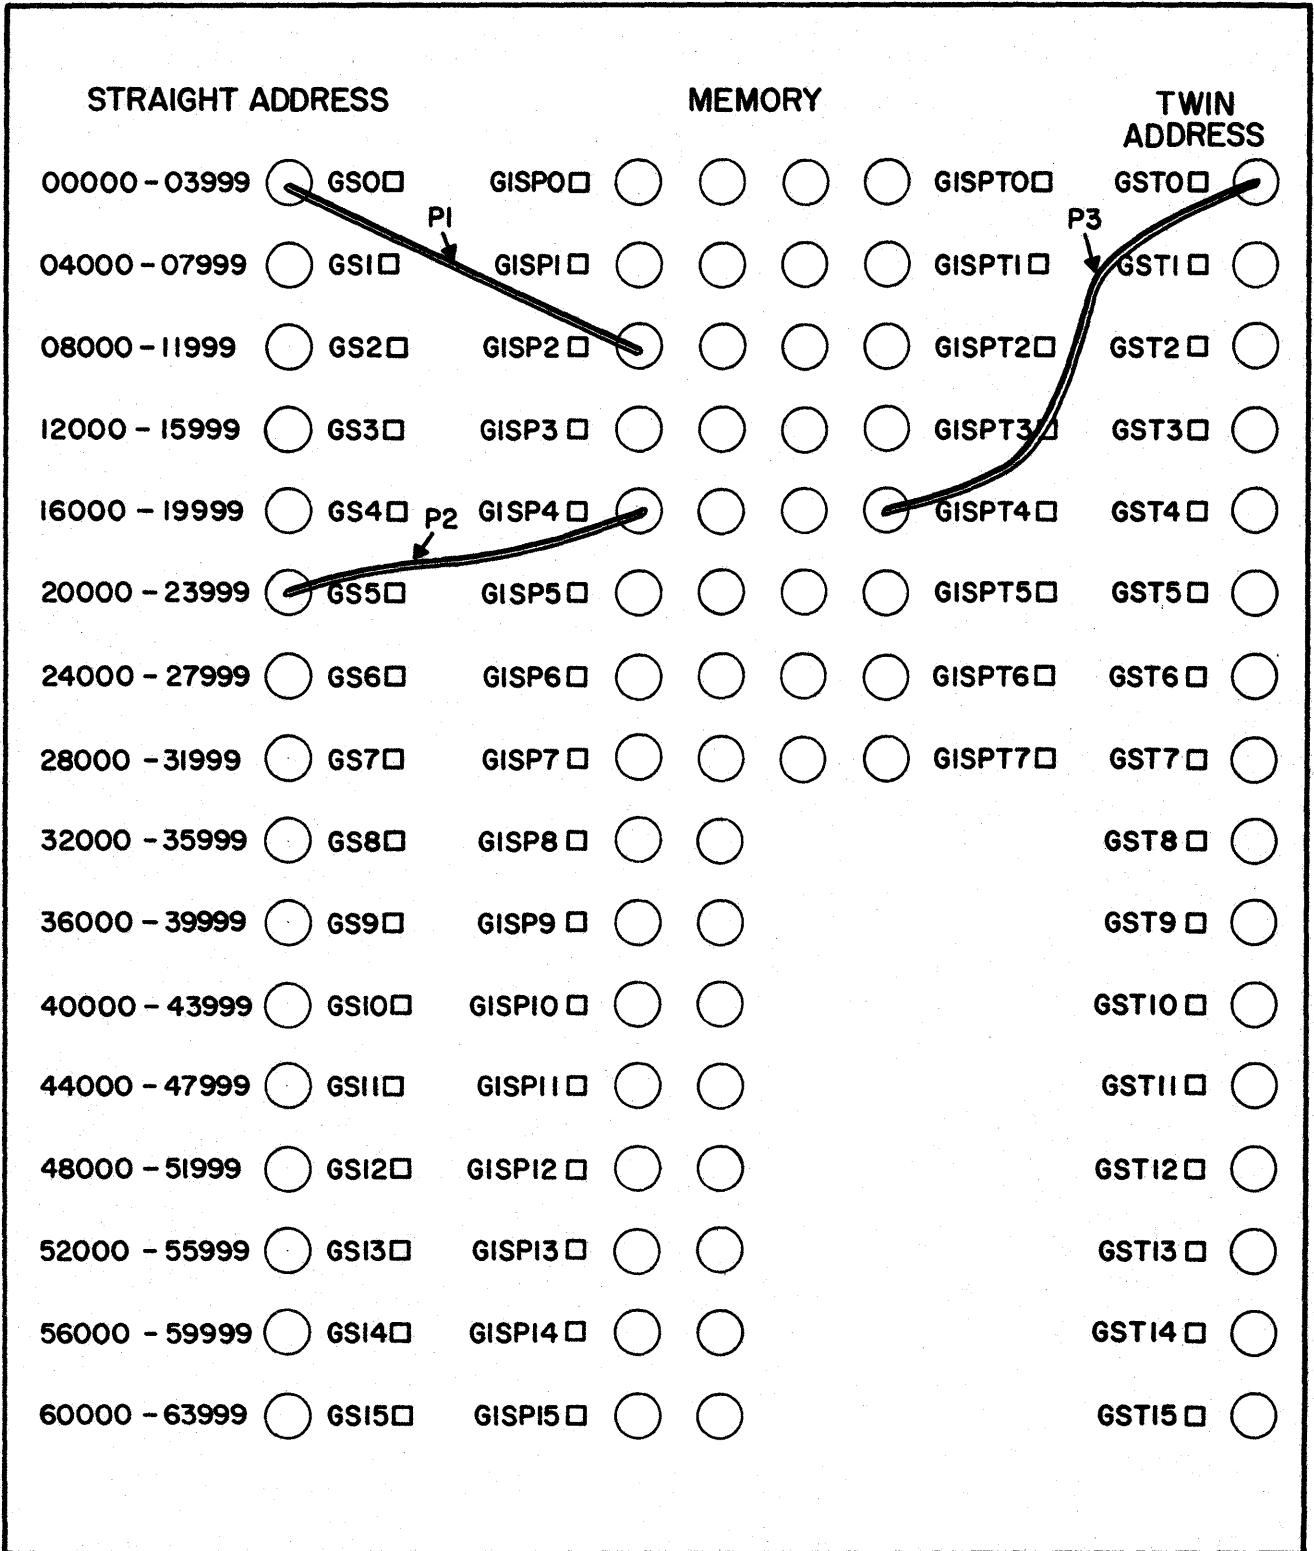 STRAIGHT ADDRESS MEMORY TWIN
ADDRESS
00000-03999 GS0 GISP0 GISPT0 GST0
P1 P3
04000-07999 GS1 GISP1 GISPT1 GST1
08000-11999 GS2 GISP2 GISPT2 GST2
12000-15999 GS3 GISP3 GISPT3 GST3
16000-19999 GS4 GISP4 GISPT4 GST4
P2
20000-23999 GS5 GISP5 GISPT5 GST5
24000-27999 GS6 GISP6 GISPT6 GST6
28000-31999 GS7 GISP7 GISPT7 GST7
32000-35999 GS8 GISP8 GST8
36000-39999 GS9 GISP9 GST9
40000-43999 GS10 GISP10 GST10
44000-47999 GS11 GISP11 GST11
48000-51999 GS12 GISP12 GST12
52000-55999 GS13 GISP13 GST13
56000-59999 GS14 GISP14 GST14
60000-63999 GS15 GISP15 GST15